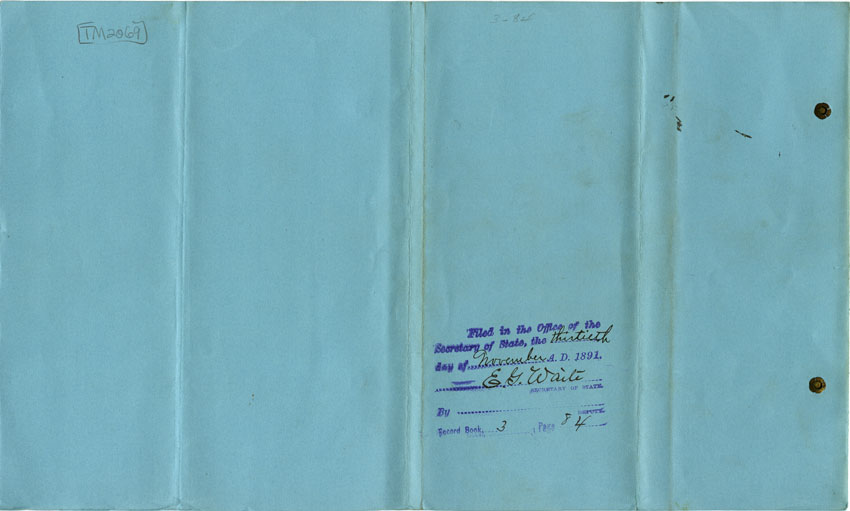 TM2069
3-84
Filed in the Office of the
Secretary of State, the thirtieth
day of November A.D. 1891.
E. G. Waite
SECRETARY OF STATE.
By
DEPUTY.
Record Book, 3, Page 84